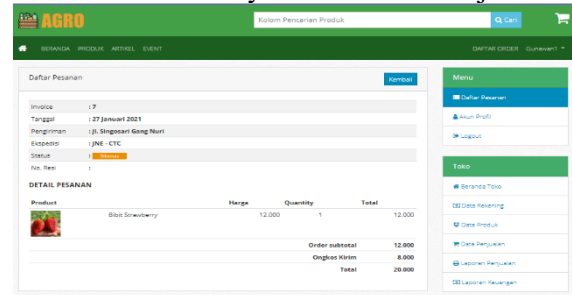 AGRO
Kolom Pencarian Produk
Cari
BERANDA PRODUK ARTIKEL EVENT
DAFTAR ORDER Gunawan1
Daftar Pesanan
Kembali
Invoice : 7
Tanggal : 27 Januari 2021
Pengiriman : Jl. Singosari Gang Nuri
Ekspedisi : JNE - CTC
Status :
No. Resi :
DETAIL PESANAN
Product Harga Quantity Total
Bibit Strawberry 12.000 1 12.000
Order subtotal 12.000
Ongkos Kirim 8.000
Total 20.000
Menu
Daftar Pesanan
Akun Profil
Logout
Toko
Beranda Toko
Data Rekening
Data Produk
Data Penjualan
Laporan Penjualan
Laporan Keuangan